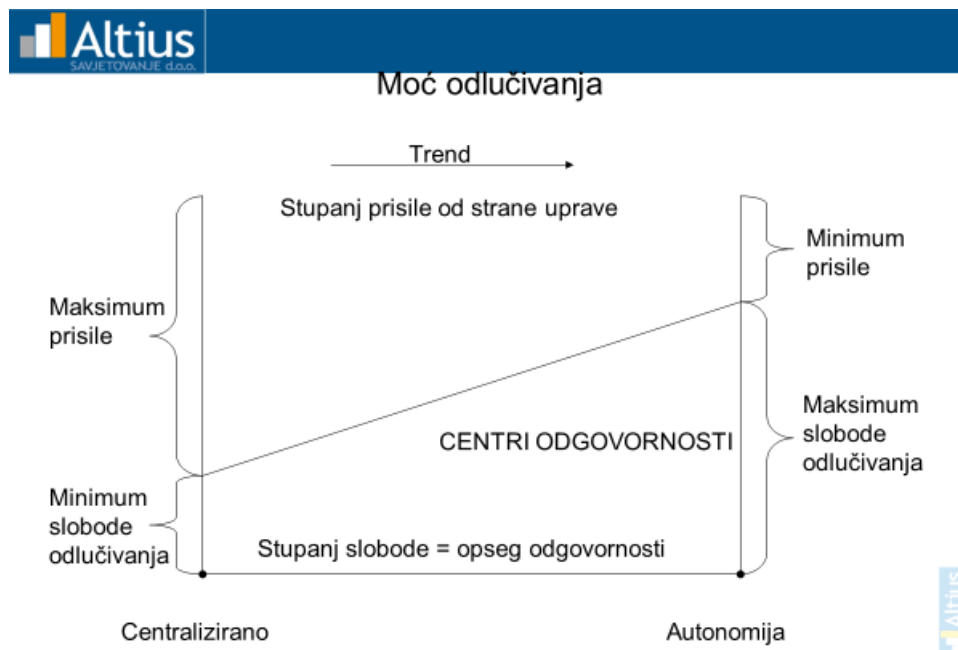 Altius
SAVJETOVANJE d.o.o.
Moć odlučivanja
Trend
Stupanj prisile od strane uprave
Minimum
prisile
Maksimum
prisile
Maksimum
slobode
odlučivanja
CENTRI ODGOVORNOSTI
Minimum
slobode
odlučivanja
Stupanj slobode = opseg odgovornosti
Centralizirano
Autonomija
Altius